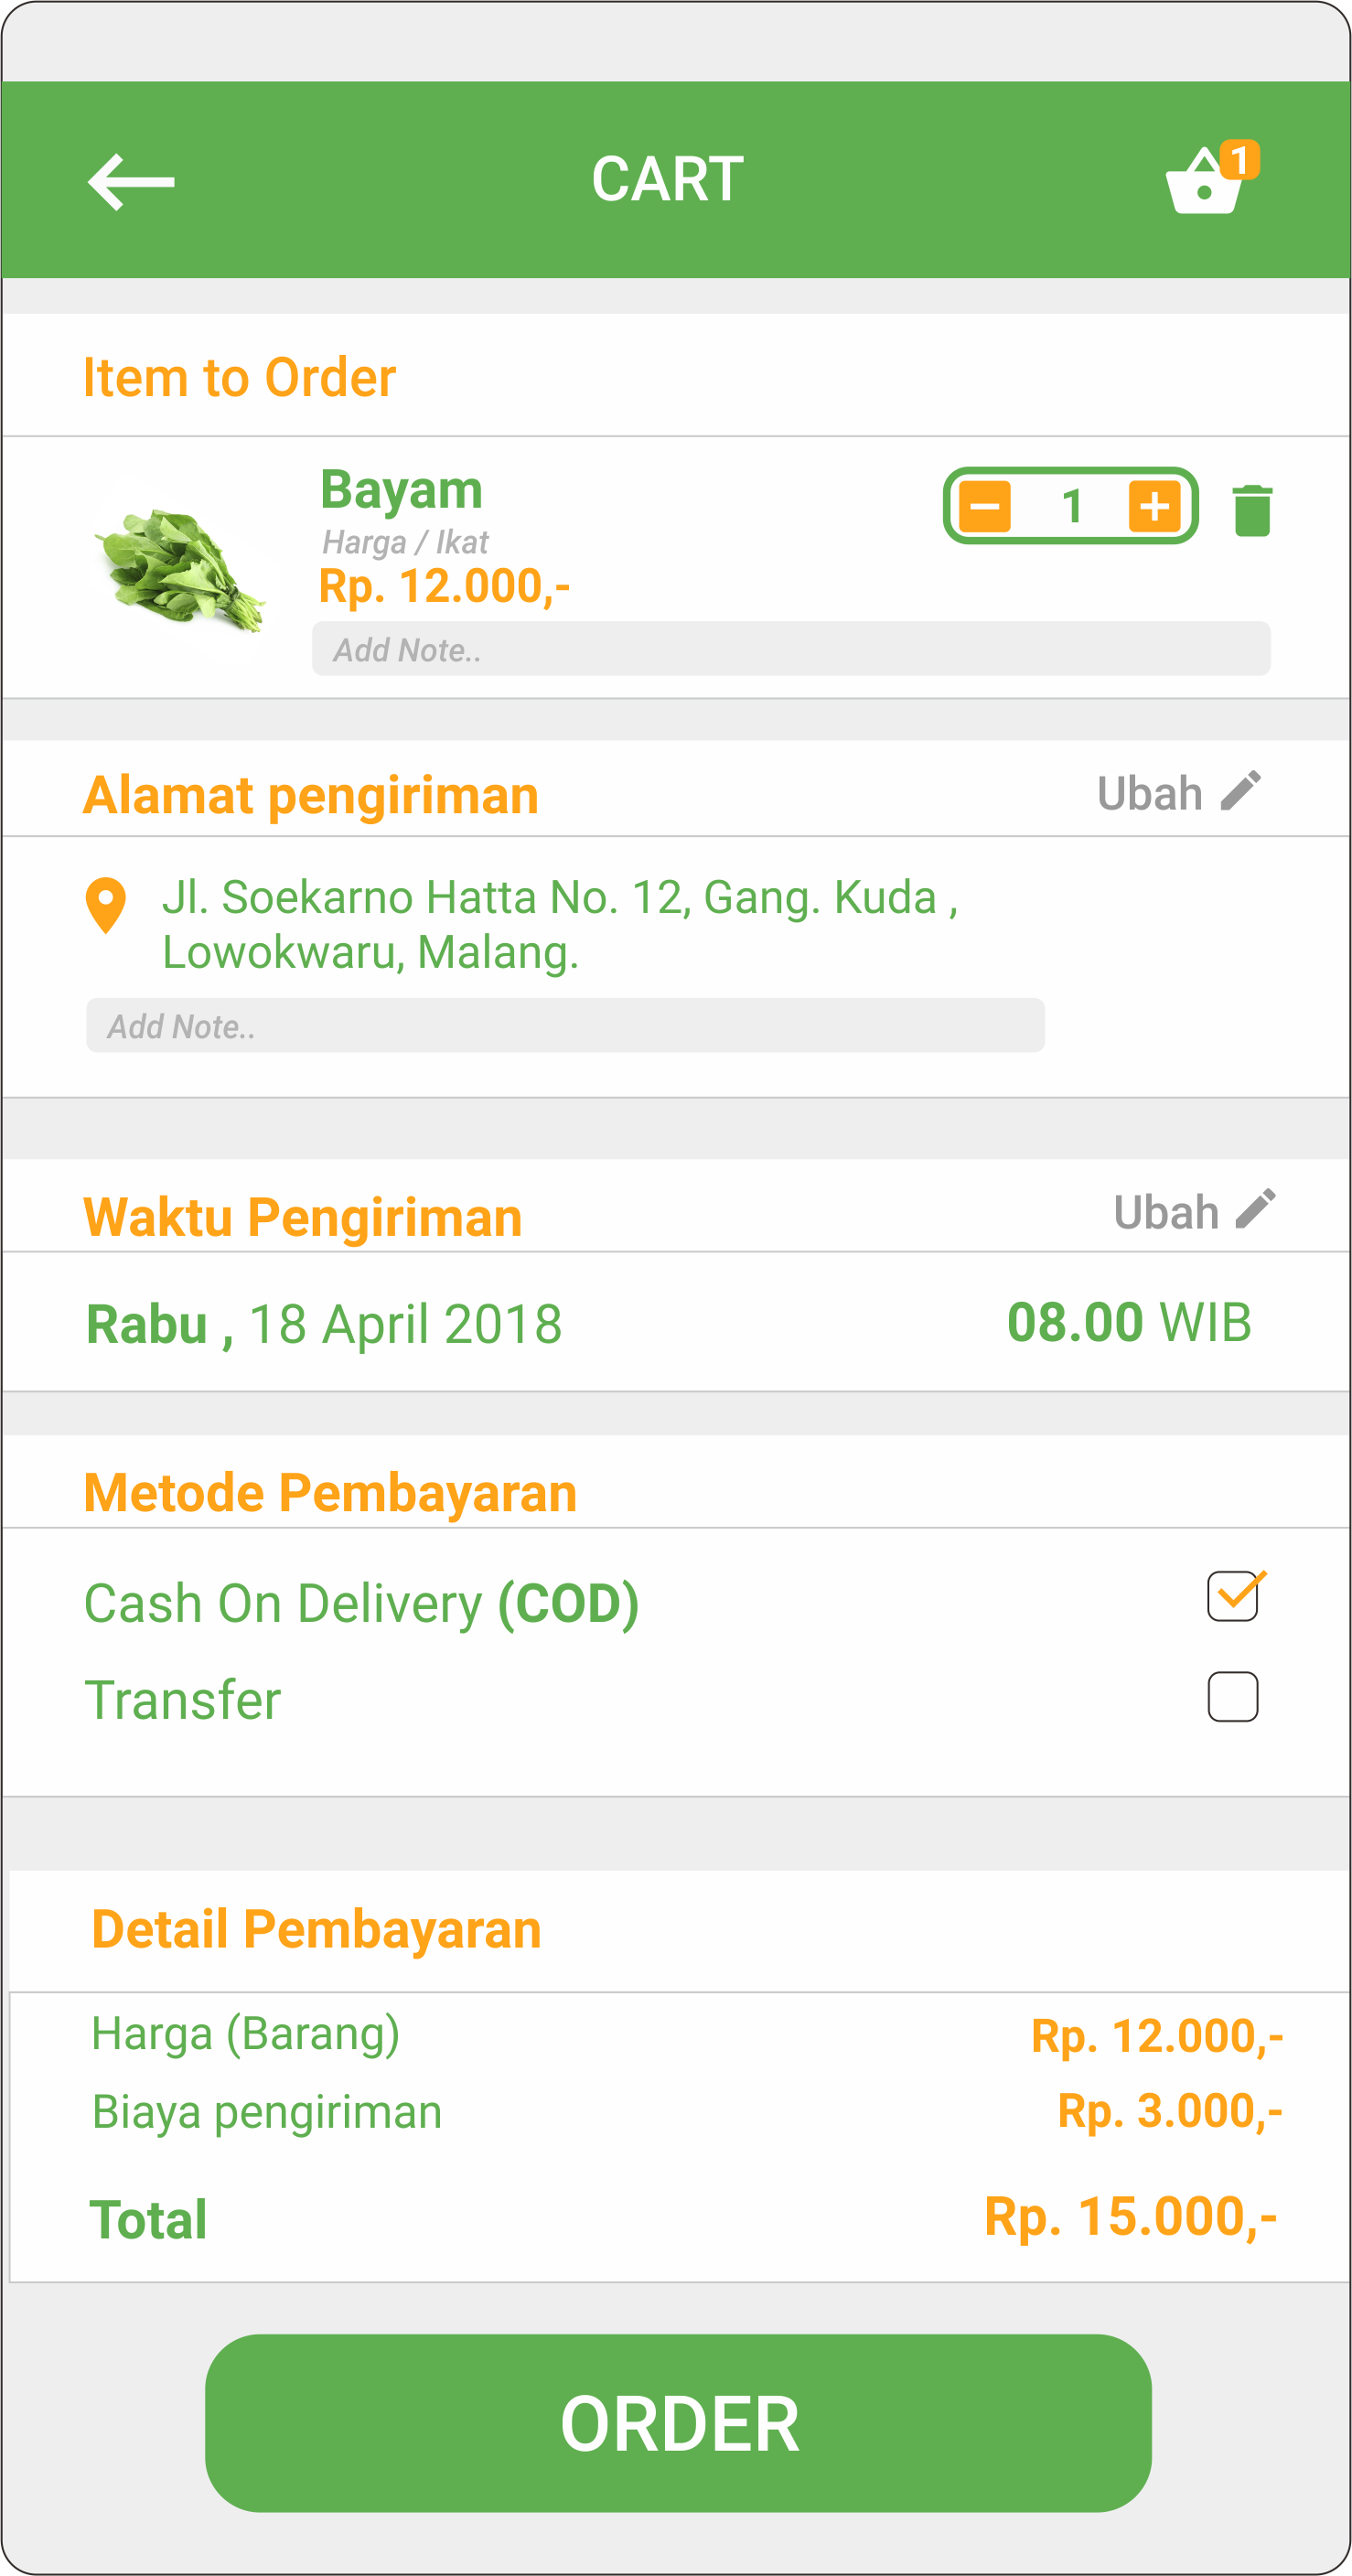 CART
1
Item to Order
Bayam
Harga / Ikat
Rp. 12.000,-
1
Add Note..
Alamat pengiriman
Ubah
Jl. Soekarno Hatta No. 12, Gang. Kuda ,
Lowokwaru, Malang.
Add Note..
Waktu Pengiriman
Ubah
Rabu , 18 April 2018
08.00 WIB
Metode Pembayaran
Cash On Delivery (COD)
Transfer
Detail Pembayaran
Harga (Barang)
Rp. 12.000,-
Biaya pengiriman
Rp. 3.000,-
Total
Rp. 15.000,-
ORDER